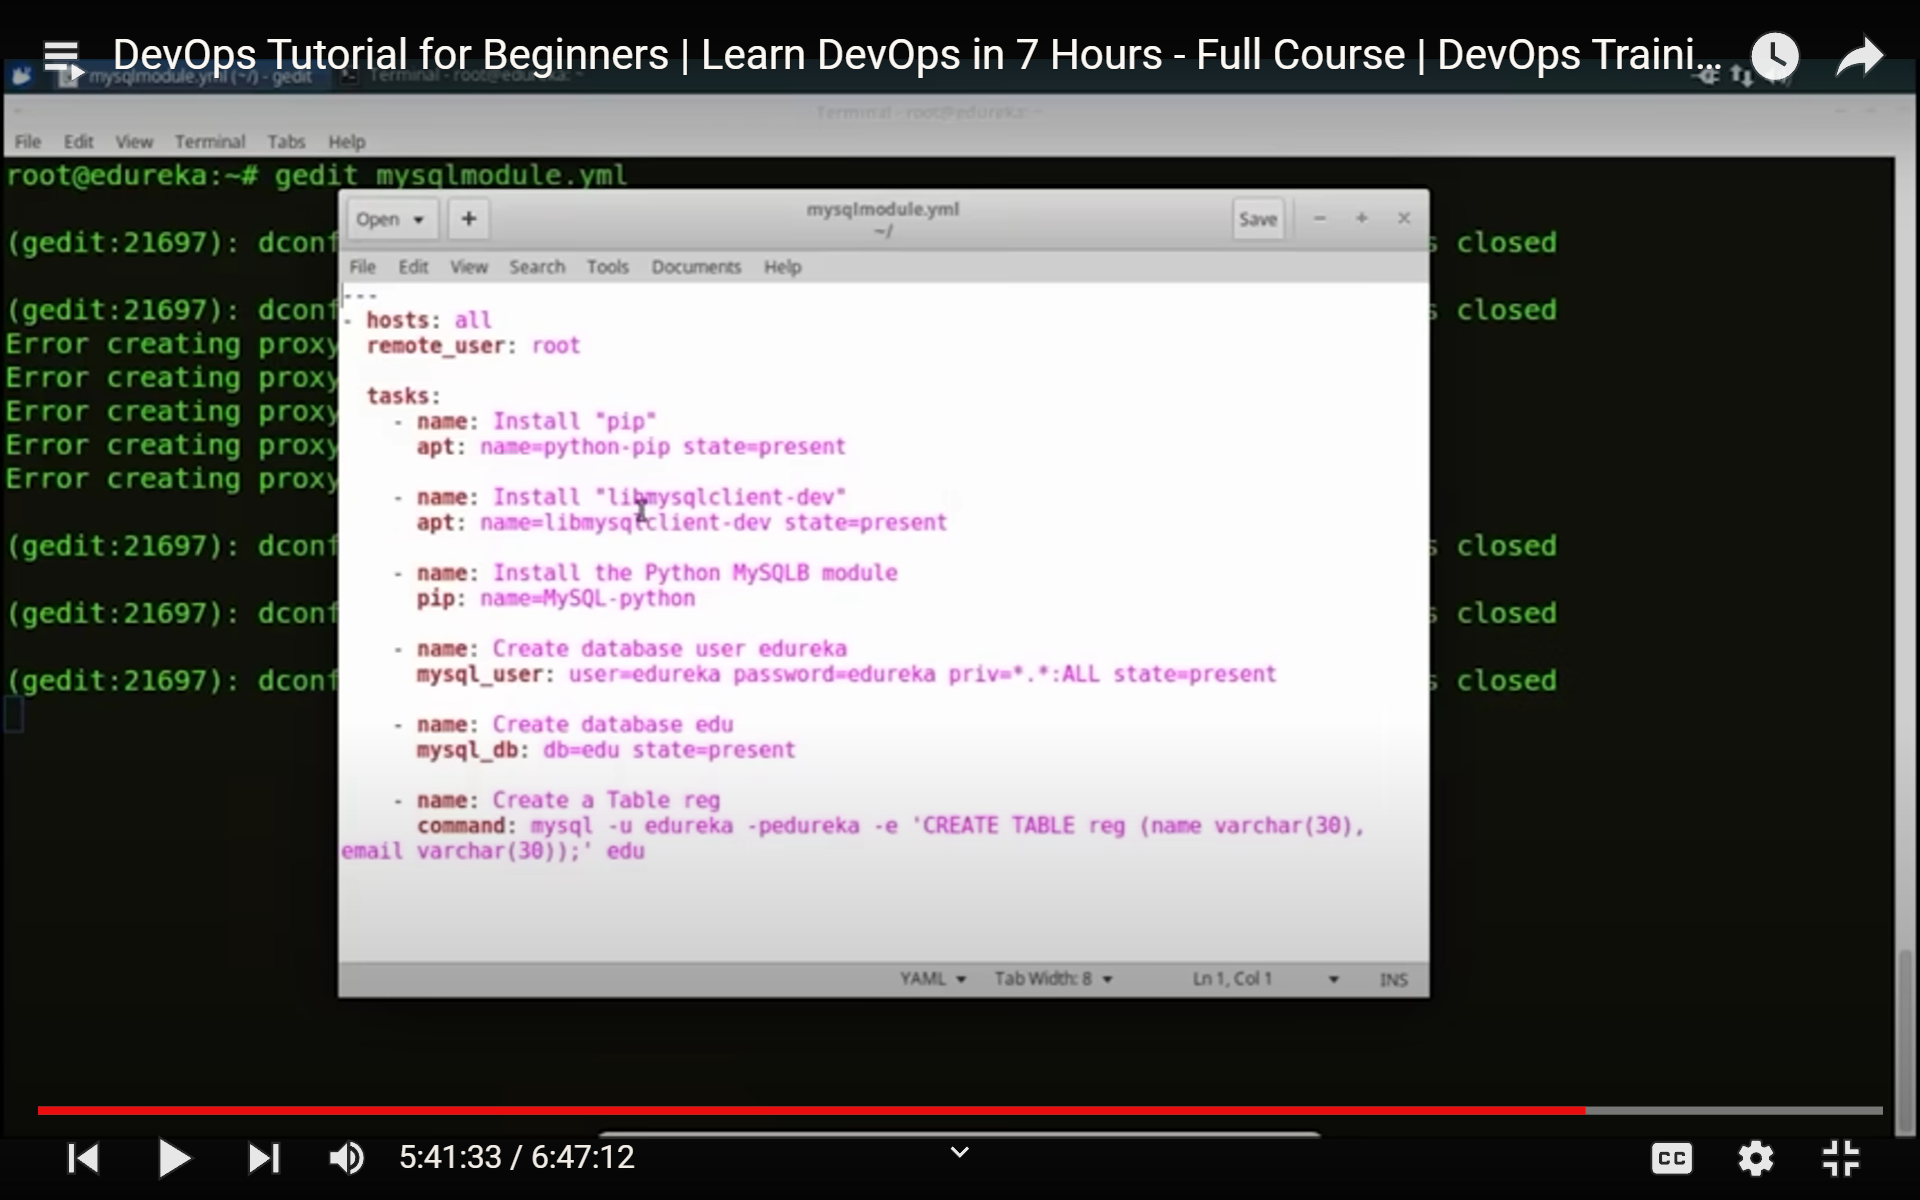 DevOps Tutorial for Beginners | Learn DevOps in 7 Hours - Full Course | DevOps Traini...
mysqlmodule.yml (~/) - gedit
Terminal - root@edureka: ~
Terminal - root@edureka: ~
File Edit View Terminal Tabs Help
root@edureka:~# gedit mysqlmodule.yml
(gedit:21697): dconf
s closed
(gedit:21697): dconf
s closed
Error creating proxy
Error creating proxy
Error creating proxy
Error creating proxy
Error creating proxy
(gedit:21697): dconf
s closed
(gedit:21697): dconf
s closed
(gedit:21697): dconf
s closed
Open
+
mysqlmodule.yml
~/
Save
File Edit View Search Tools Documents Help
---
- hosts: all
remote_user: root
tasks:
- name: Install "pip"
apt: name=python-pip state=present
- name: Install "libmysqlclient-dev"
apt: name=libmysqlclient-dev state=present
- name: Install the Python MySQLB module
pip: name=MySQL-python
- name: Create database user edureka
mysql_user: user=edureka password=edureka priv=*.*:ALL state=present
- name: Create database edu
mysql_db: db=edu state=present
- name: Create a Table reg
command: mysql -u edureka -pedureka -e 'CREATE TABLE reg (name varchar(30),
email varchar(30));' edu
YAML Tab Width: 8 Ln 1, Col 1 INS
5:41:33 / 6:47:12
CC